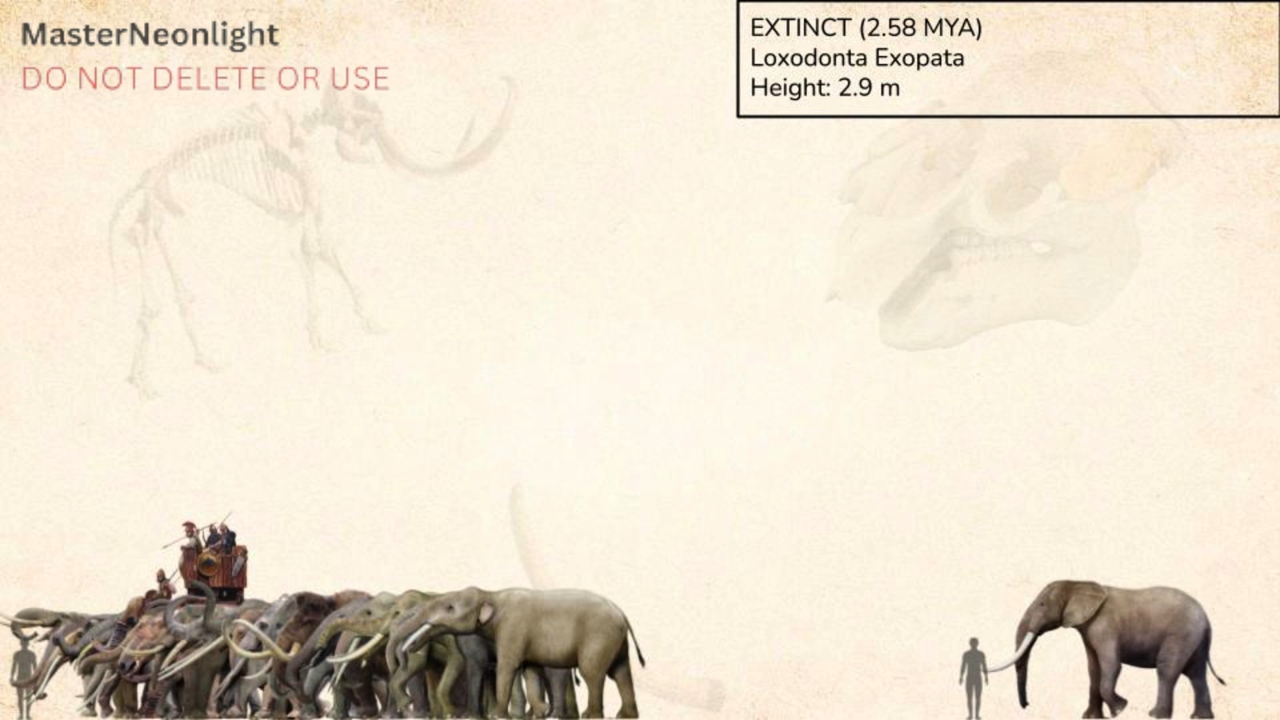 MasterNeonlight
DO NOT DELETE OR USE
EXTINCT (2.58 MYA)
Loxodonta Exopata
Height: 2.9 m